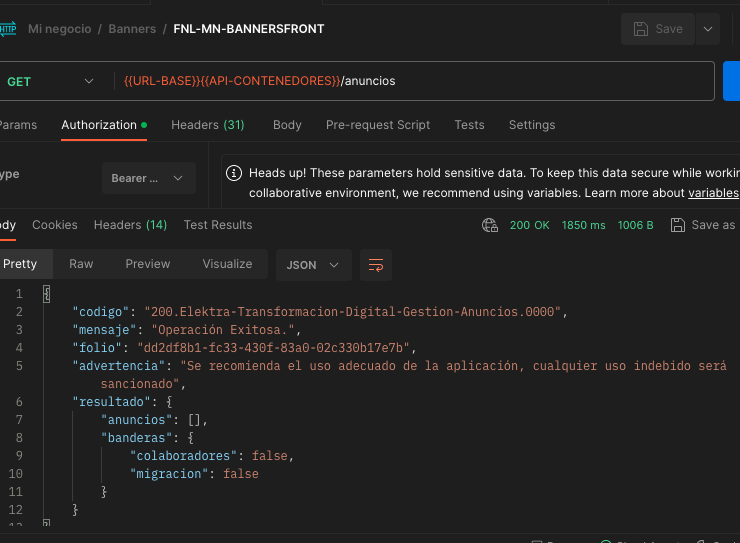 HTTP Mi negocio / Banners / FNL-MN-BANNERSFRONT Save
GET {{URL-BASE}}{{API-CONTENEDORES}}/anuncios
Params Authorization Headers (31) Body Pre-request Script Tests Settings
ype Bearer ... Heads up! These parameters hold sensitive data. To keep this data secure while workin
collaborative environment, we recommend using variables. Learn more about variables
ody Cookies Headers (14) Test Results 200 OK 1850 ms 1006 B Save as
Pretty Raw Preview Visualize JSON
1 {
2 "codigo": "200.Elektra-Transformacion-Digital-Gestion-Anuncios.0000",
3 "mensaje": "Operación Exitosa.",
4 "folio": "dd2df8b1-fc33-430f-83a0-02c330b17e7b",
5 "advertencia": "Se recomienda el uso adecuado de la aplicación, cualquier uso indebido será
sancionado",
6 "resultado": {
7 "anuncios": [],
8 "banderas": {
9 "colaboradores": false,
10 "migracion": false
11 }
12 }
13 }